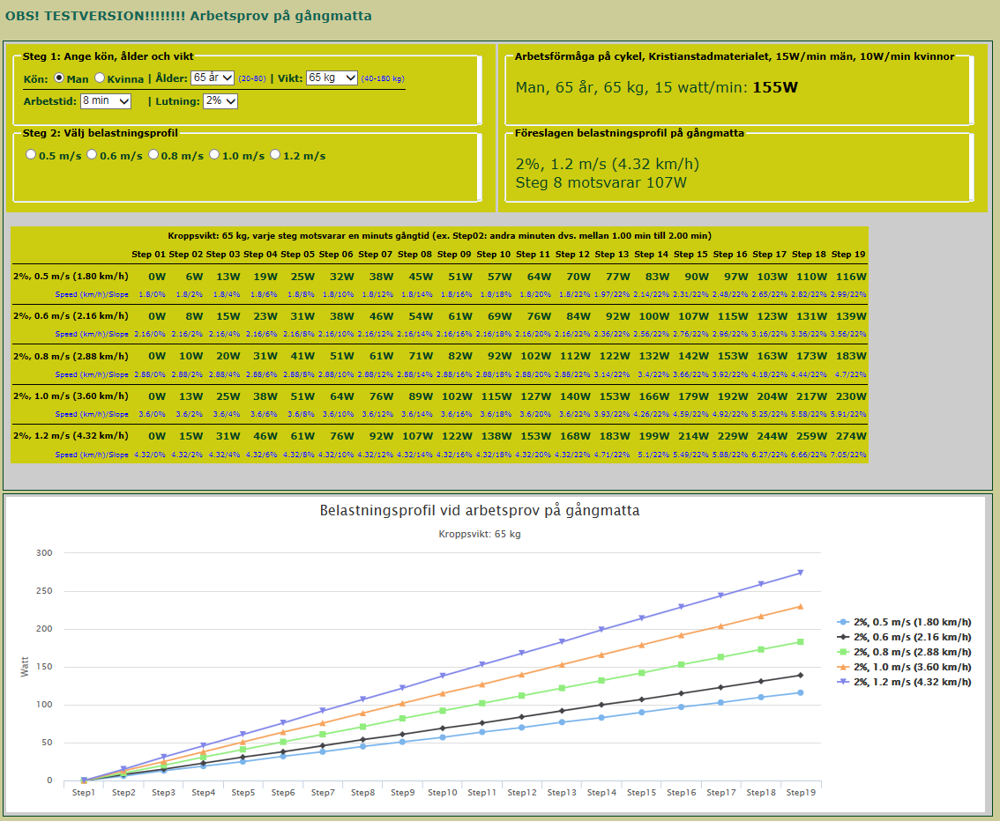 OBS! TESTVERSION!!!!!!!! Arbetsprov på gångmatta
Steg 1: Ange kön, ålder och vikt
Kön: Man Kvinna | Ålder: 65 år (20-80) | Vikt: 65 kg (40-180 kg)
Arbetstid: 8 min | Lutning: 2%
Steg 2: Välj belastningsprofil
0.5 m/s 0.6 m/s 0.8 m/s 1.0 m/s 1.2 m/s
Arbetsförmåga på cykel, Kristianstadmaterialet, 15W/min män, 10W/min kvinnor
Man, 65 år, 65 kg, 15 watt/min: 155W
Föreslagen belastningsprofil på gångmatta
2%, 1.2 m/s (4.32 km/h)
Steg 8 motsvarar 107W
Kroppsvikt: 65 kg, varje steg motsvarar en minuts gångtid (ex. Step02: andra minuten dvs. mellan 1.00 min till 2.00 min)
Step 01 Step 02 Step 03 Step 04 Step 05 Step 06 Step 07 Step 08 Step 09 Step 10 Step 11 Step 12 Step 13 Step 14 Step 15 Step 16 Step 17 Step 18 Step 19
2%, 0.5 m/s (1.80 km/h) 0W 6W 13W 19W 25W 32W 38W 45W 51W 57W 64W 70W 77W 83W 90W 97W 103W 110W 116W
Speed (km/h)/Slope 1.8/0% 1.8/2% 1.8/4% 1.8/6% 1.8/8% 1.8/10% 1.8/12% 1.8/14% 1.8/16% 1.8/18% 1.8/20% 1.8/22% 1.97/22% 2.14/22% 2.31/22% 2.48/22% 2.65/22% 2.82/22% 2.99/22%
2%, 0.6 m/s (2.16 km/h) 0W 8W 15W 23W 31W 38W 46W 54W 61W 69W 76W 84W 92W 100W 107W 115W 123W 131W 139W
Speed (km/h)/Slope 2.16/0% 2.16/2% 2.16/4% 2.16/6% 2.16/8% 2.16/10% 2.16/12% 2.16/14% 2.16/16% 2.16/18% 2.16/20% 2.16/22% 2.36/22% 2.56/22% 2.76/22% 2.96/22% 3.16/22% 3.36/22% 3.56/22%
2%, 0.8 m/s (2.88 km/h) 0W 10W 20W 31W 41W 51W 61W 71W 82W 92W 102W 112W 122W 132W 142W 153W 163W 173W 183W
Speed (km/h)/Slope 2.88/0% 2.88/2% 2.88/4% 2.88/6% 2.88/8% 2.88/10% 2.88/12% 2.88/14% 2.88/16% 2.88/18% 2.88/20% 2.88/22% 3.14/22% 3.4/22% 3.66/22% 3.92/22% 4.18/22% 4.44/22% 4.7/22%
2%, 1.0 m/s (3.60 km/h) 0W 13W 25W 38W 51W 64W 76W 89W 102W 115W 127W 140W 153W 166W 179W 192W 204W 217W 230W
Speed (km/h)/Slope 3.6/0% 3.6/2% 3.6/4% 3.6/6% 3.6/8% 3.6/10% 3.6/12% 3.6/14% 3.6/16% 3.6/18% 3.6/20% 3.6/22% 3.93/22% 4.26/22% 4.59/22% 4.92/22% 5.25/22% 5.58/22% 5.91/22%
2%, 1.2 m/s (4.32 km/h) 0W 15W 31W 46W 61W 76W 92W 107W 122W 138W 153W 168W 183W 199W 214W 229W 244W 259W 274W
Speed (km/h)/Slope 4.32/0% 4.32/2% 4.32/4% 4.32/6% 4.32/8% 4.32/10% 4.32/12% 4.32/14% 4.32/16% 4.32/18% 4.32/20% 4.32/22% 4.71/22% 5.1/22% 5.49/22% 5.88/22% 6.27/22% 6.66/22% 7.05/22%
Belastningsprofil vid arbetsprov på gångmatta
Kroppsvikt: 65 kg
300
250
200
150
100
50
0
Watt
Step1 Step2 Step3 Step4 Step5 Step6 Step7 Step8 Step9 Step10 Step11 Step12 Step13 Step14 Step15 Step16 Step17 Step18 Step19
2%, 0.5 m/s (1.80 km/h)
2%, 0.6 m/s (2.16 km/h)
2%, 0.8 m/s (2.88 km/h)
2%, 1.0 m/s (3.60 km/h)
2%, 1.2 m/s (4.32 km/h)